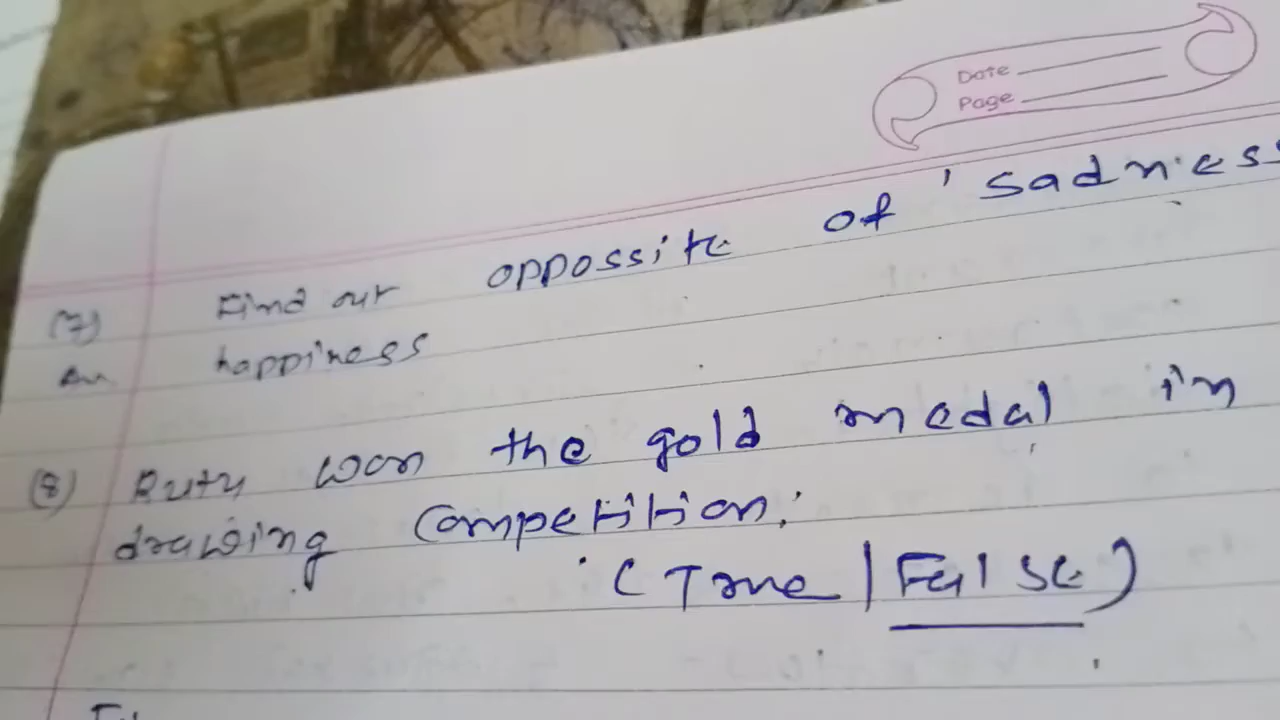 Date
Page
(7) Find out oppossite of 'sadness
An happiness
(8) Ruty won the gold medal in
drawing competition.
(True/False)